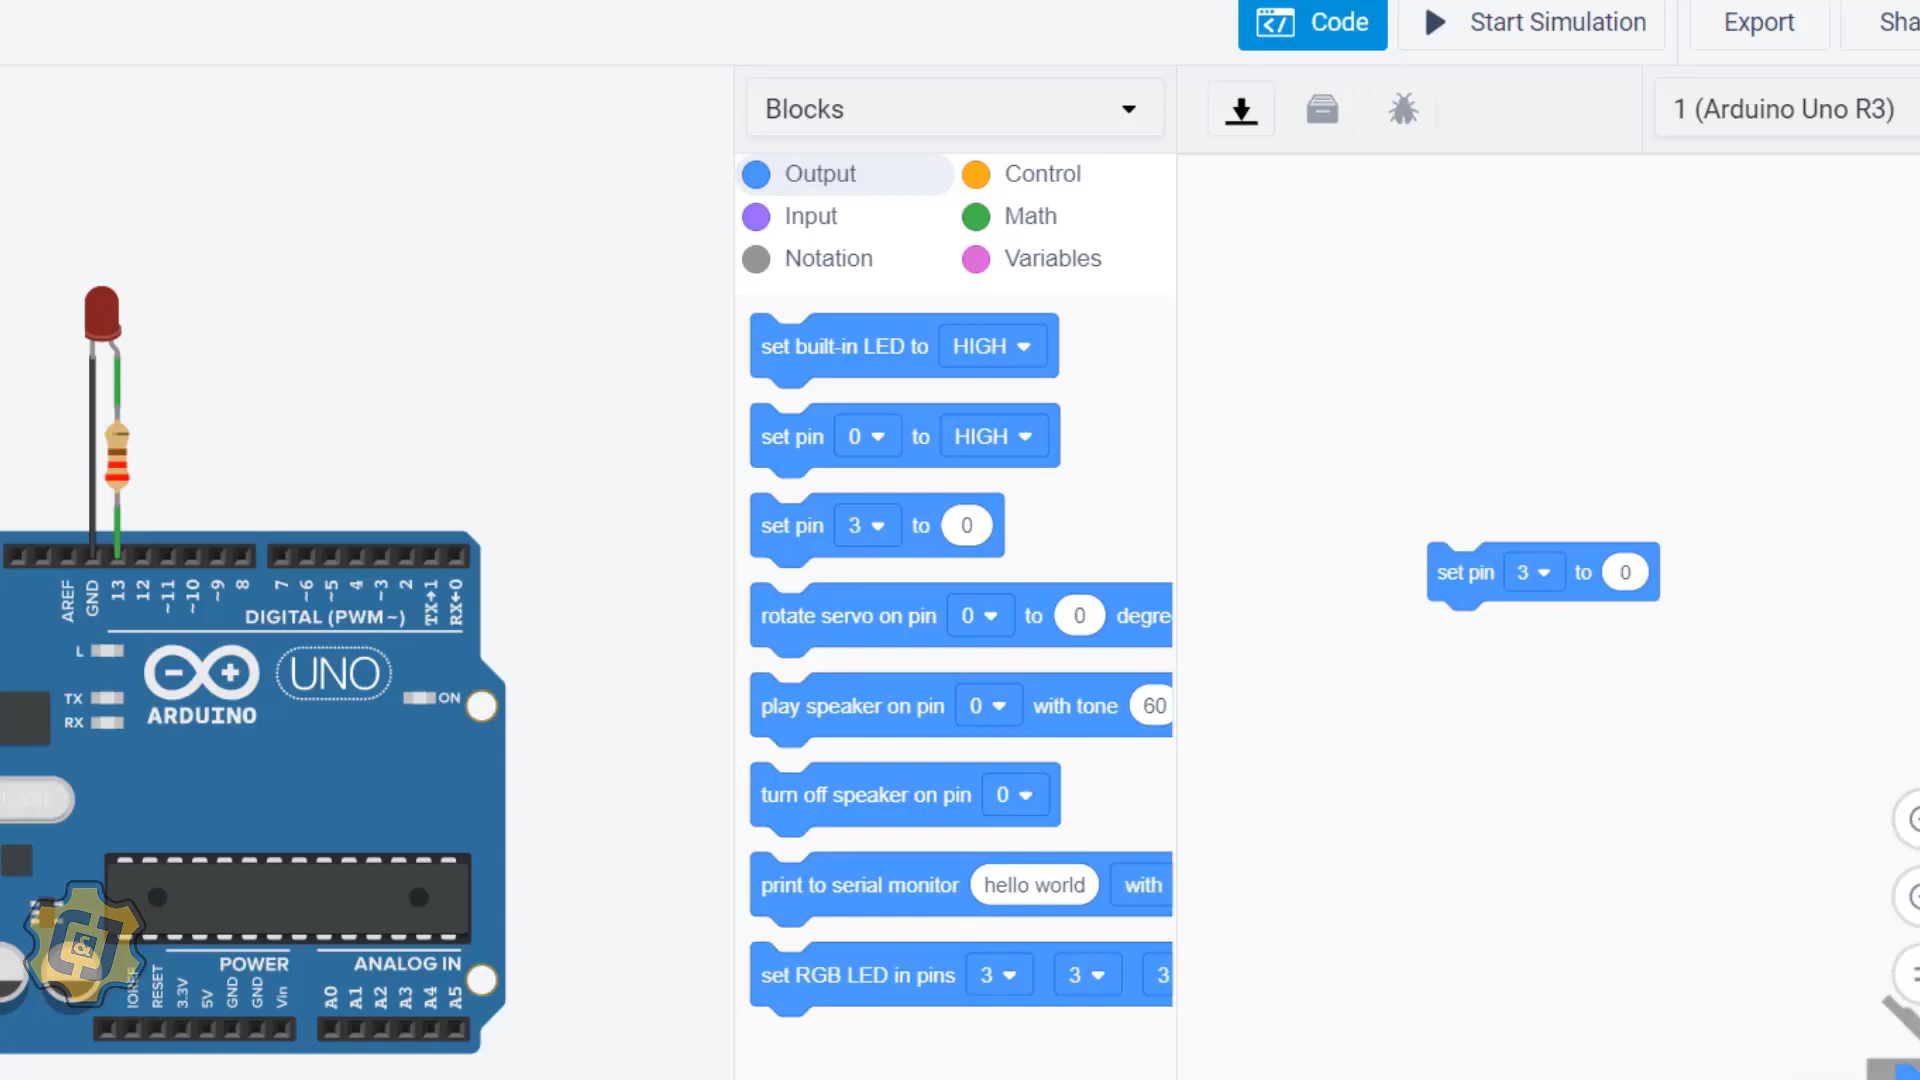 Code
Start Simulation
Export
Sha
Blocks
1 (Arduino Uno R3)
Output
Control
Input
Math
Notation
Variables
set built-in LED to HIGH
set pin 0 to HIGH
set pin 3 to 0
rotate servo on pin 0 to 0 degre
play speaker on pin 0 with tone 60
turn off speaker on pin 0
print to serial monitor hello world with
set RGB LED in pins 3 3 3
set pin 3 to 0
AREF
GND
13
12
~11
~10
~9
8
7
~6
~5
4
~3
2
TX→1
RX←0
DIGITAL (PWM~)
L
TX
RX
UNO
ON
ARDUINO
&
POWER
ANALOG IN
IOREF
RESET
3.3V
5V
GND
GND
Vin
A0
A1
A2
A3
A4
A5